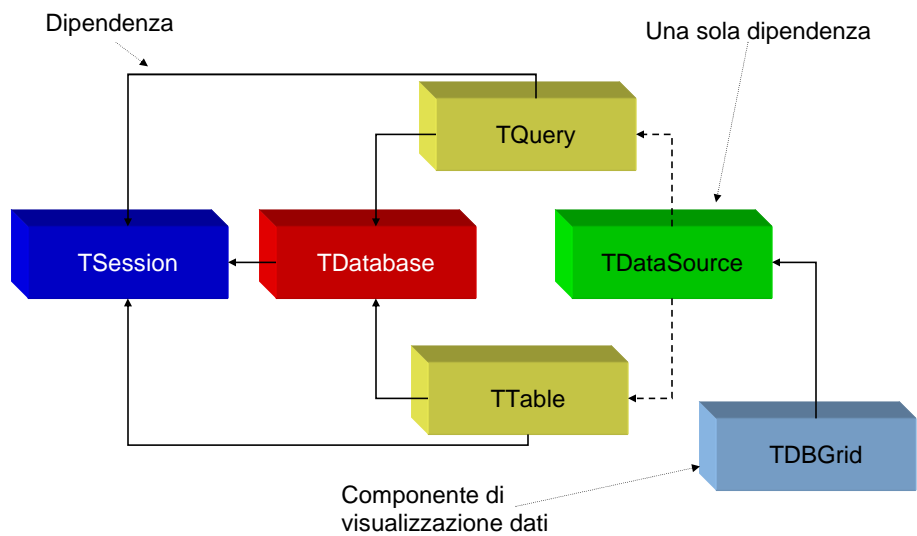 Dipendenza
Una sola dipendenza
TQuery
TSession
TDatabase
TDataSource
TTable
TDBGrid
Componente di
visualizzazione dati